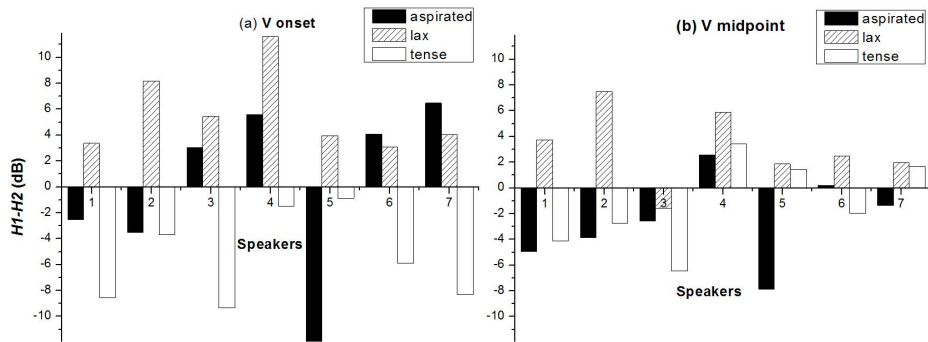 (a) V onset
aspirated
lax
tense
10
8
6
4
2
0
-2
-4
-6
-8
-10
H1-H2 (dB)
1 2 3 4 5 6 7
Speakers
(b) V midpoint
aspirated
lax
tense
10
8
6
4
2
0
-2
-4
-6
-8
-10
1 2 3 4 5 6 7
Speakers